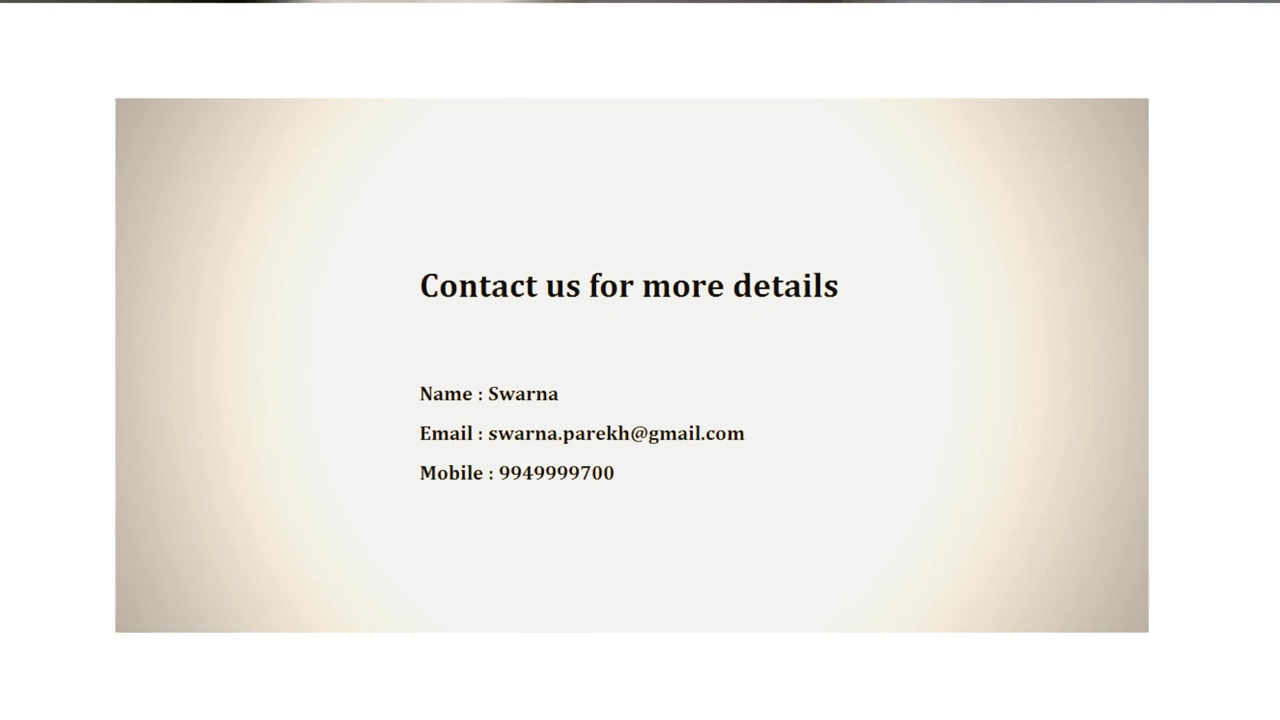 Contact us for more details
Name : Swarna
Email : swarna.parekh@gmail.com
Mobile : 9949999700